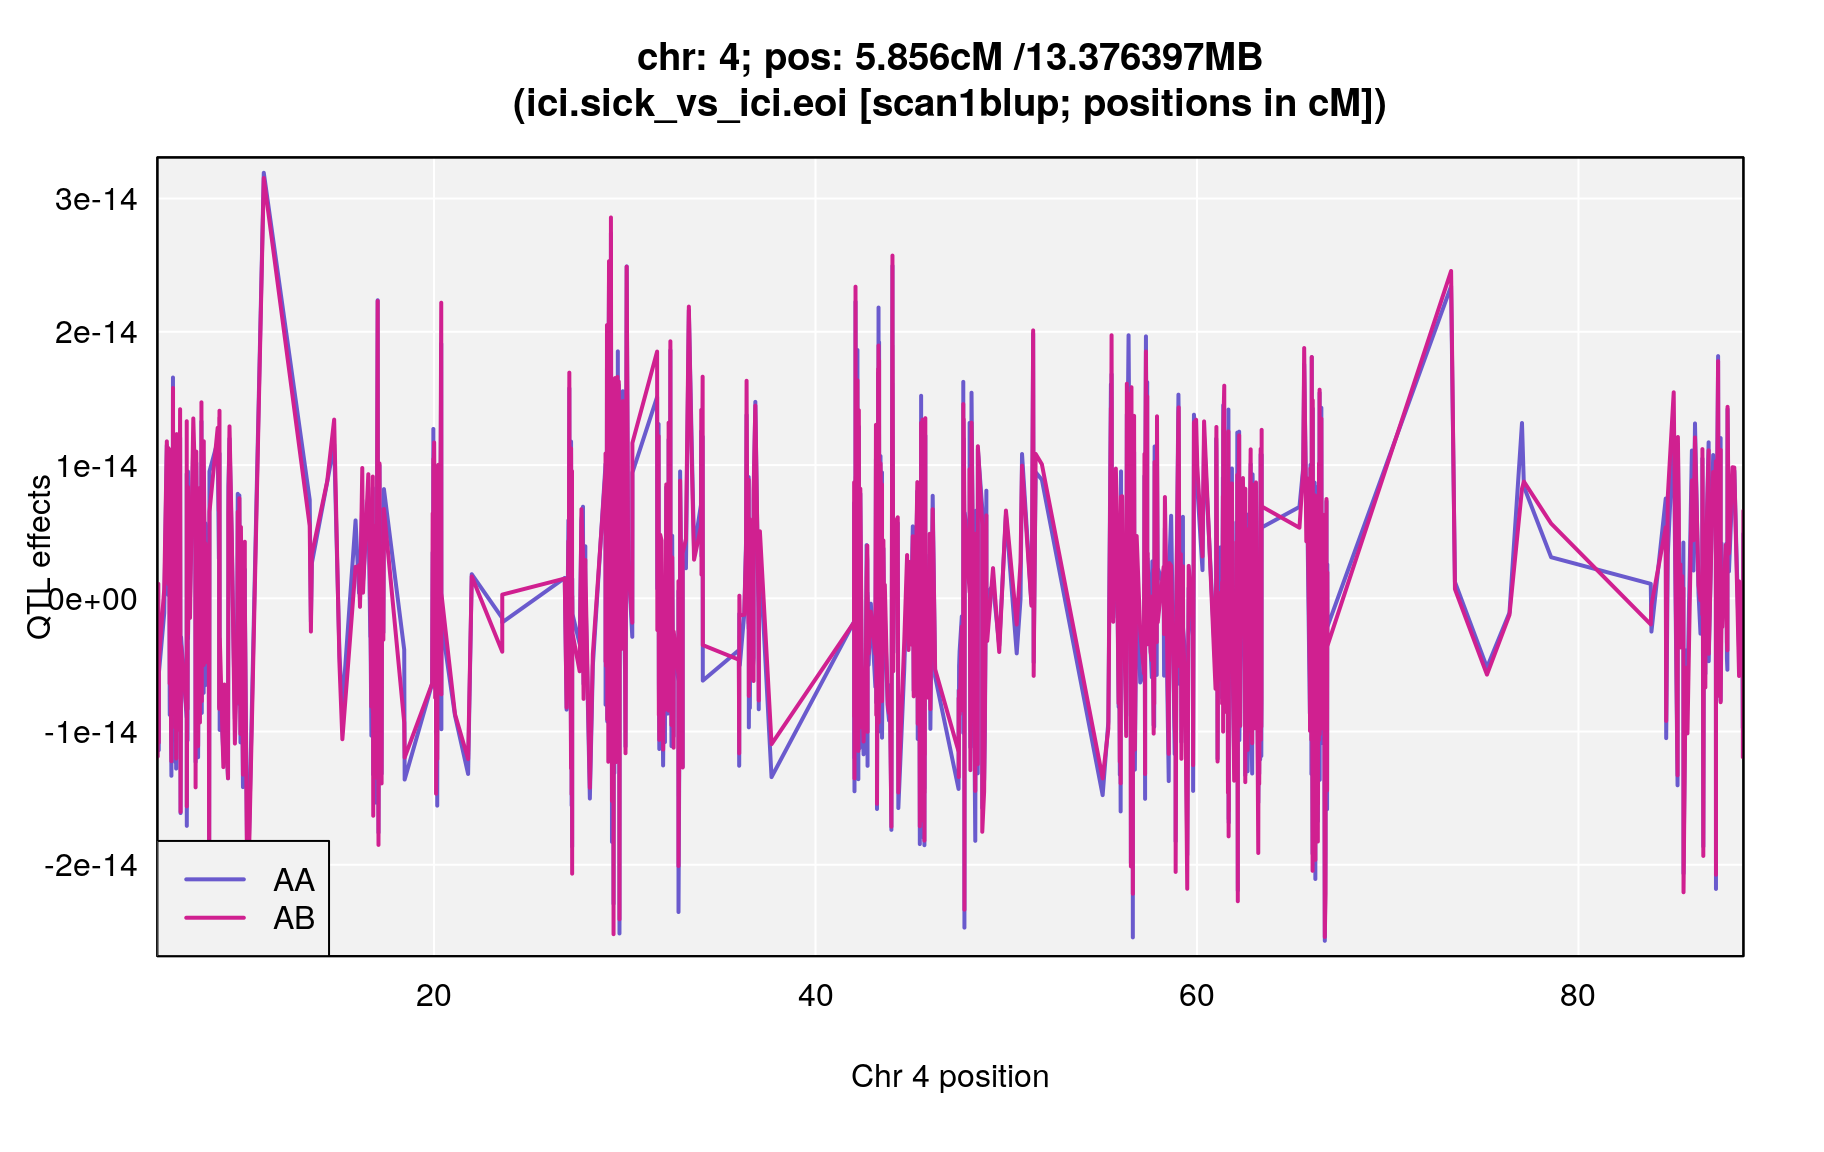 chr: 4; pos: 5.856cM /13.376397MB
(ici.sick_vs_ici.eoi [scan1blup; positions in cM])
QTL effects
3e-14
2e-14
1e-14
0e+00
-1e-14
-2e-14
AA
AB
20 40 60 80
Chr 4 position